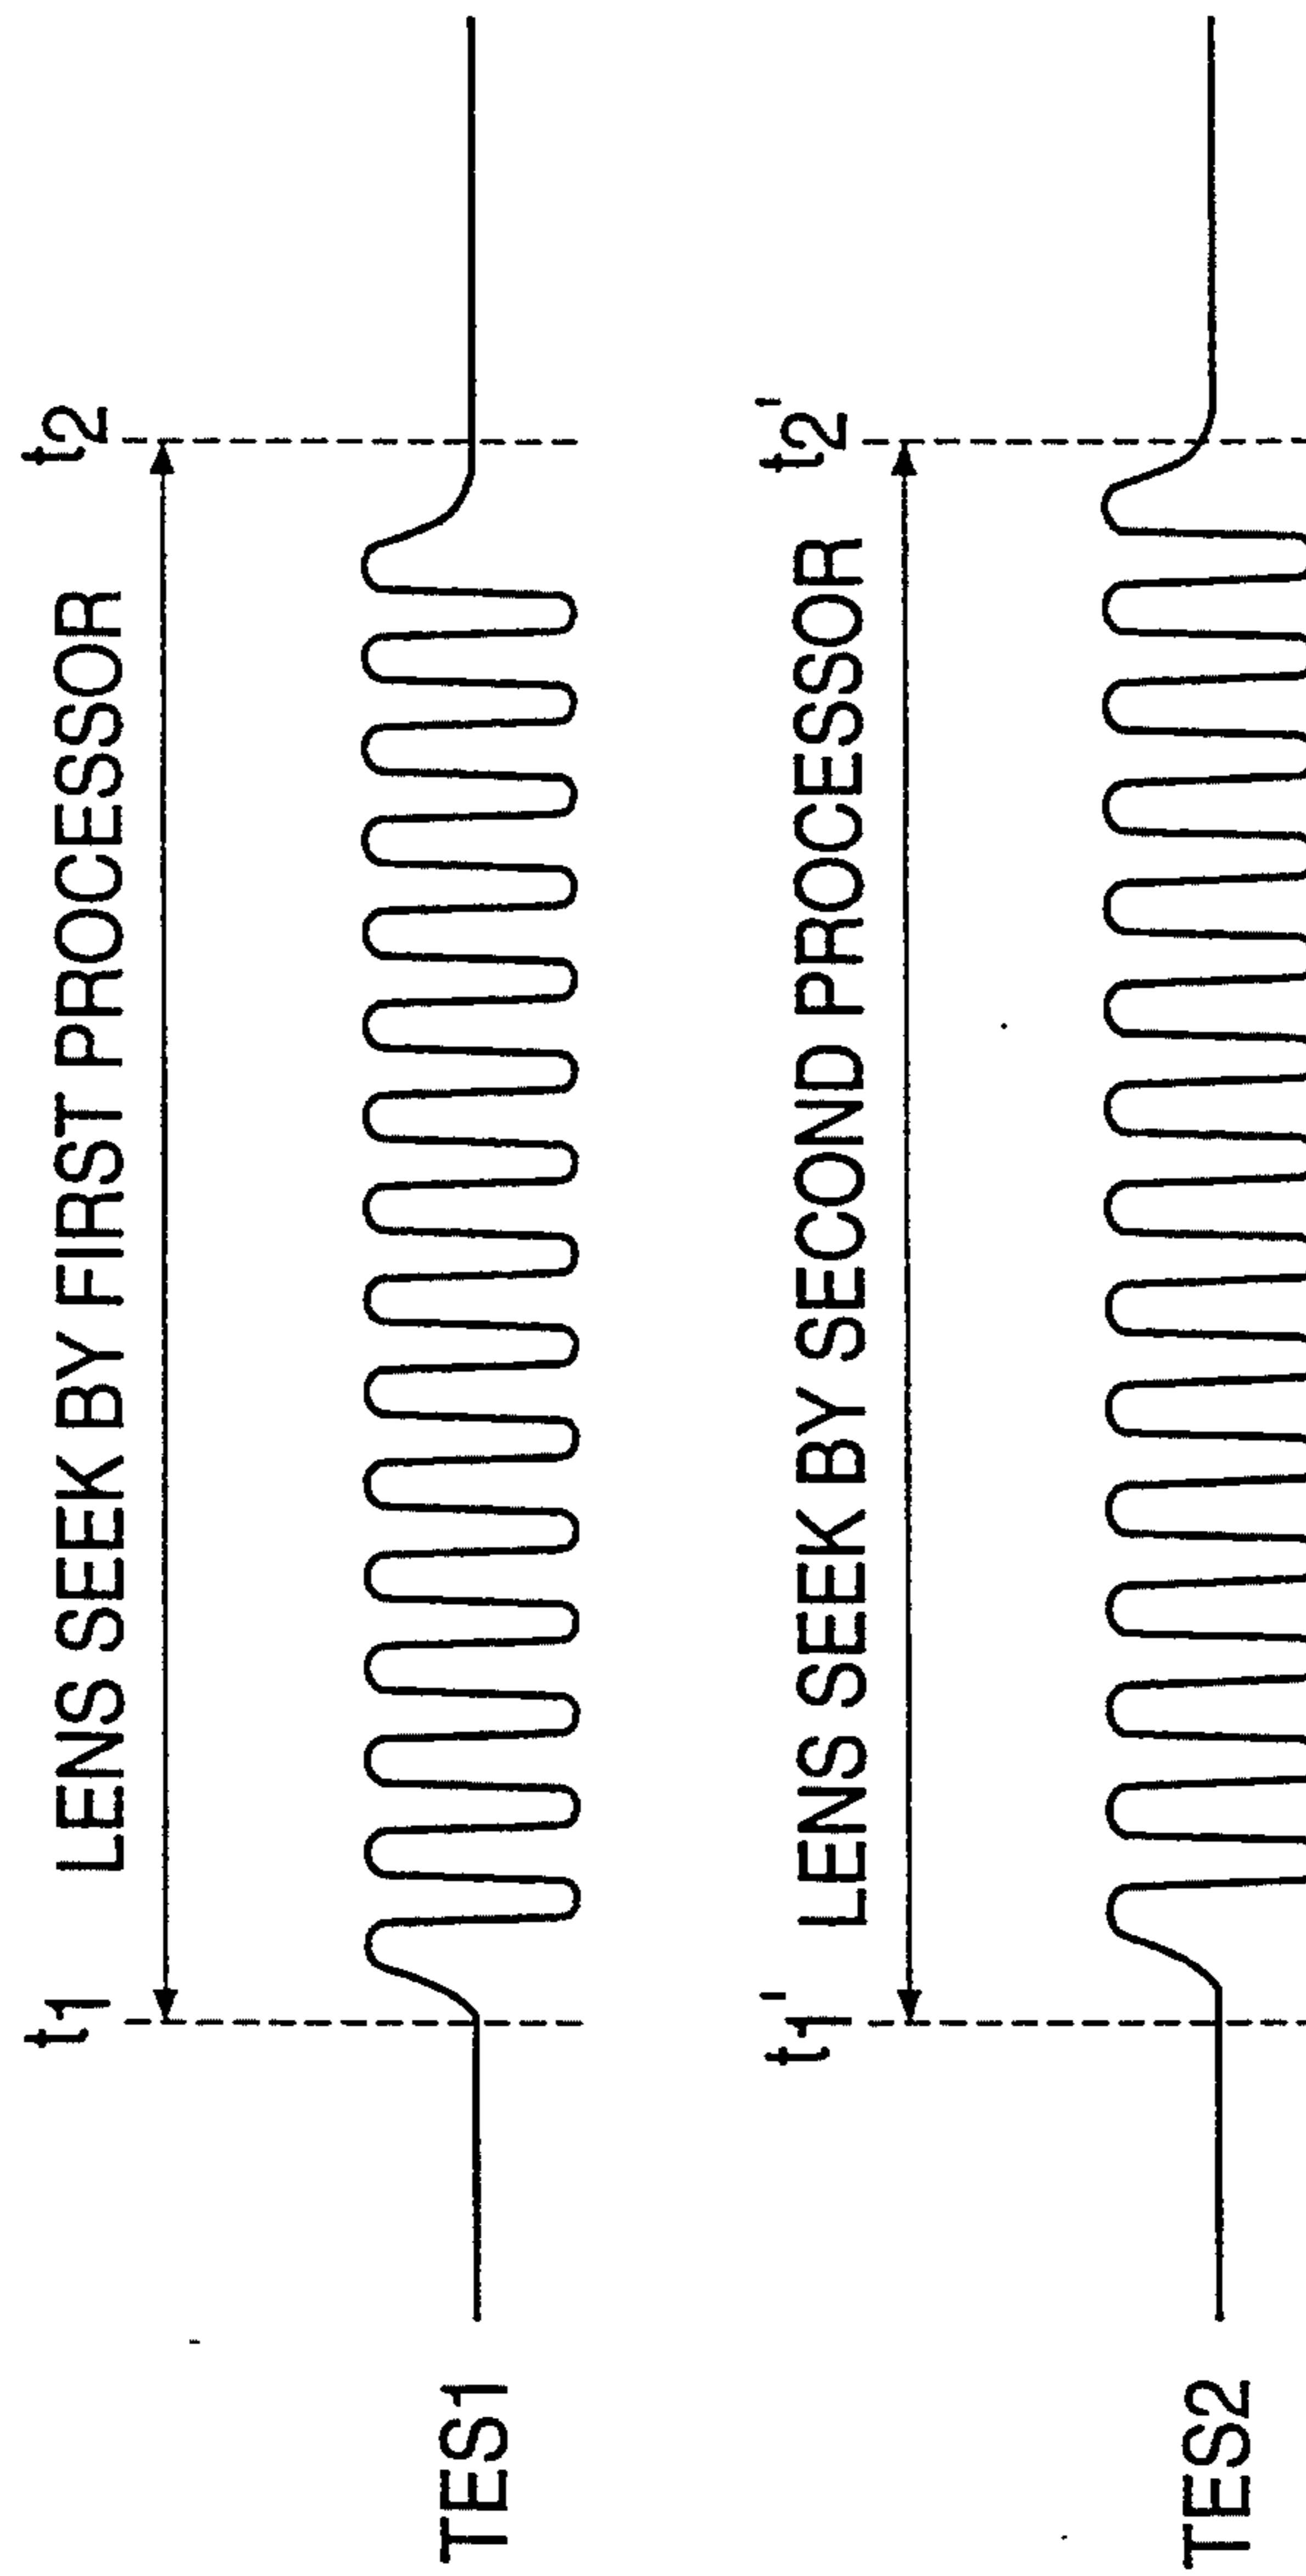 t1 LENS SEEK BY FIRST PROCESSOR t2
TES1
t1' LENS SEEK BY SECOND PROCESSOR t2'
TES2